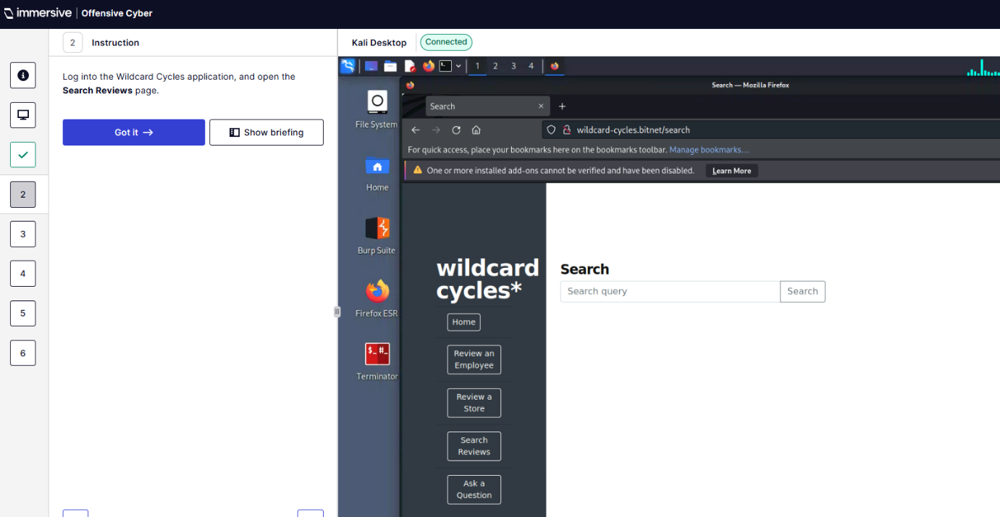 immersive | Offensive Cyber
2 Instruction
Kali Desktop Connected
Log into the Wildcard Cycles application, and open the
Search Reviews page.
Got it → Show briefing
2
3
4
5
6
1 2 3 4
Search — Mozilla Firefox
Search × +
wildcard-cycles.bitnet/search
For quick access, place your bookmarks here on the bookmarks toolbar. Manage bookmarks…
One or more installed add-ons cannot be verified and have been disabled. Learn More
File System
Home
Burp Suite
Firefox ESR
$_ #_
Terminator
wildcard
cycles*
Home
Review an
Employee
Review a
Store
Search
Reviews
Ask a
Question
Search
Search query Search